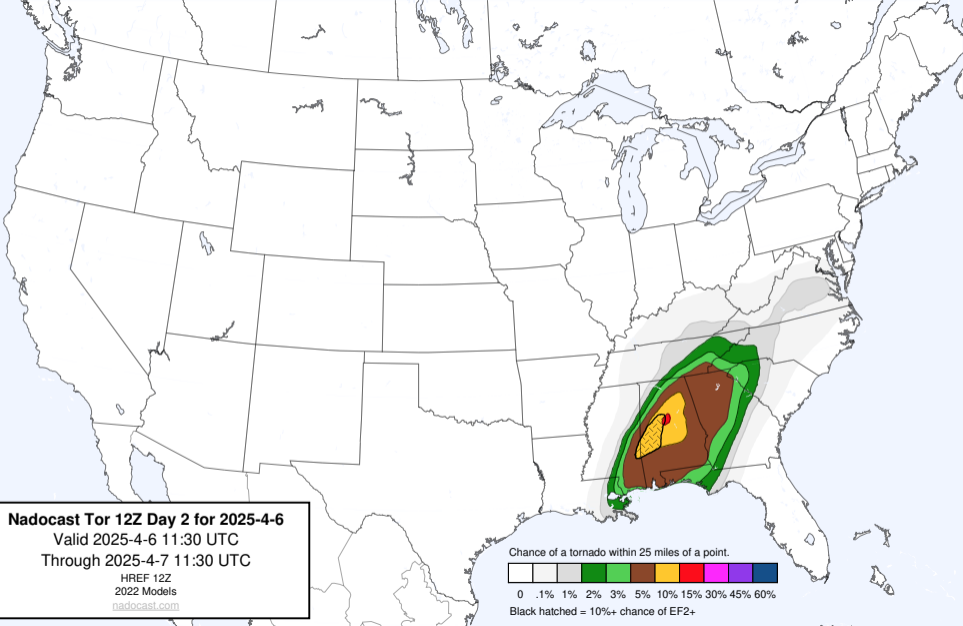 Nadocast Tor 12Z Day 2 for 2025-4-6
Valid 2025-4-6 11:30 UTC
Through 2025-4-7 11:30 UTC
HREF 12Z
2022 Models
nadocast.com
Chance of a tornado within 25 miles of a point.
0 .1% 1% 2% 3% 5% 10% 15% 30% 45% 60%
Black hatched = 10%+ chance of EF2+